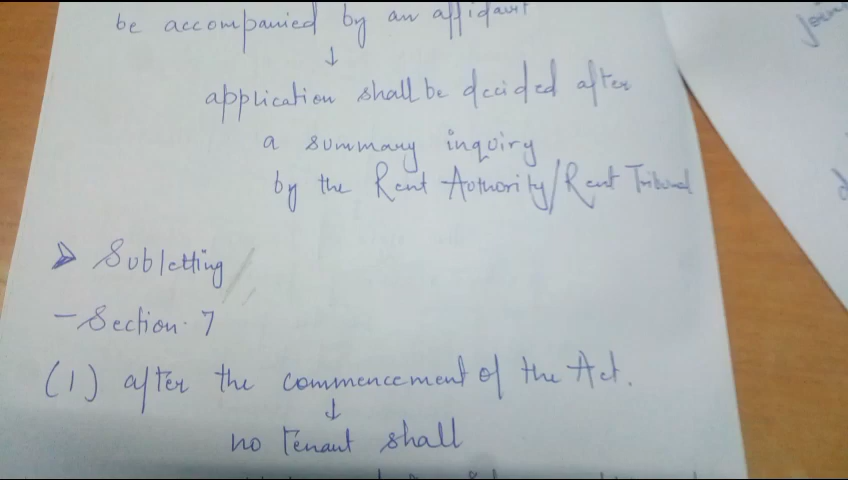 be accompanied by an affidavit
↓
application shall be decided after
a summary inquiry
by the Rent Authority/Rent Tribunal
➤ Subletting
- Section. 7
(1) after the commencement of the Act.
↓
no Tenant shall